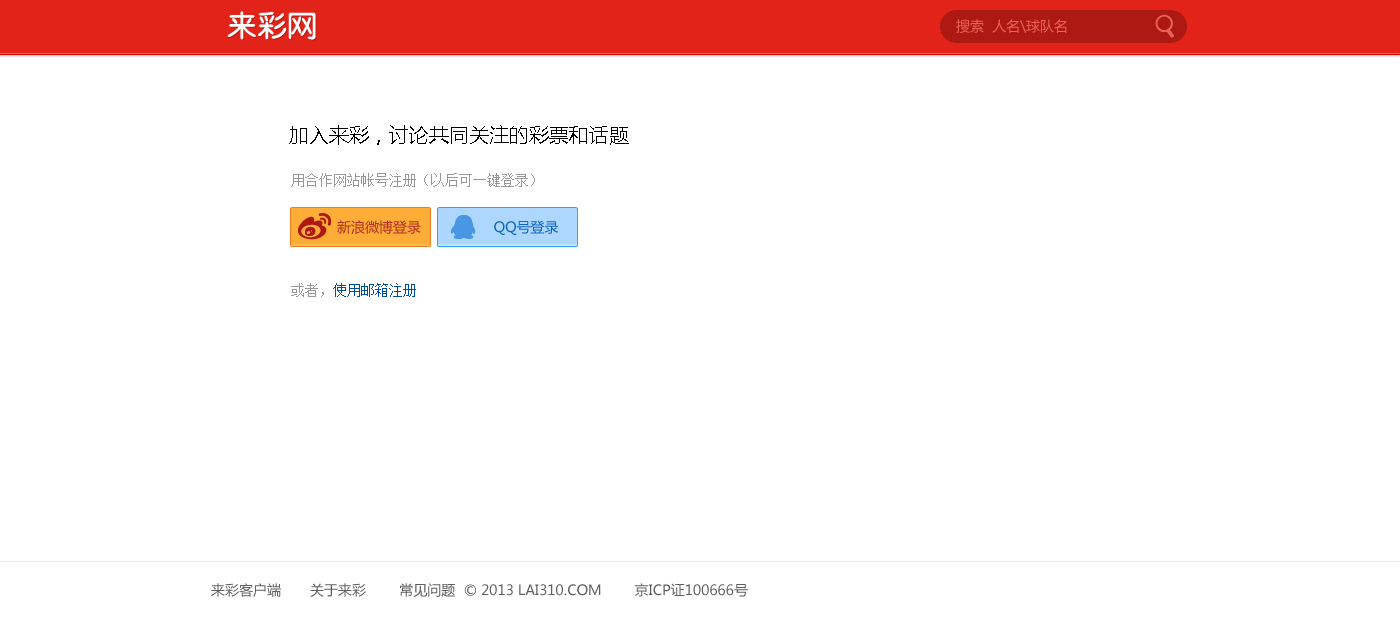 来彩网
搜索 人名\球队名
加入来彩，讨论共同关注的彩票和话题
用合作网站帐号注册（以后可一键登录）
新浪微博登录 QQ号登录
或者，使用邮箱注册
来彩客户端 关于来彩 常见问题 © 2013 LAI310.COM 京ICP证100666号